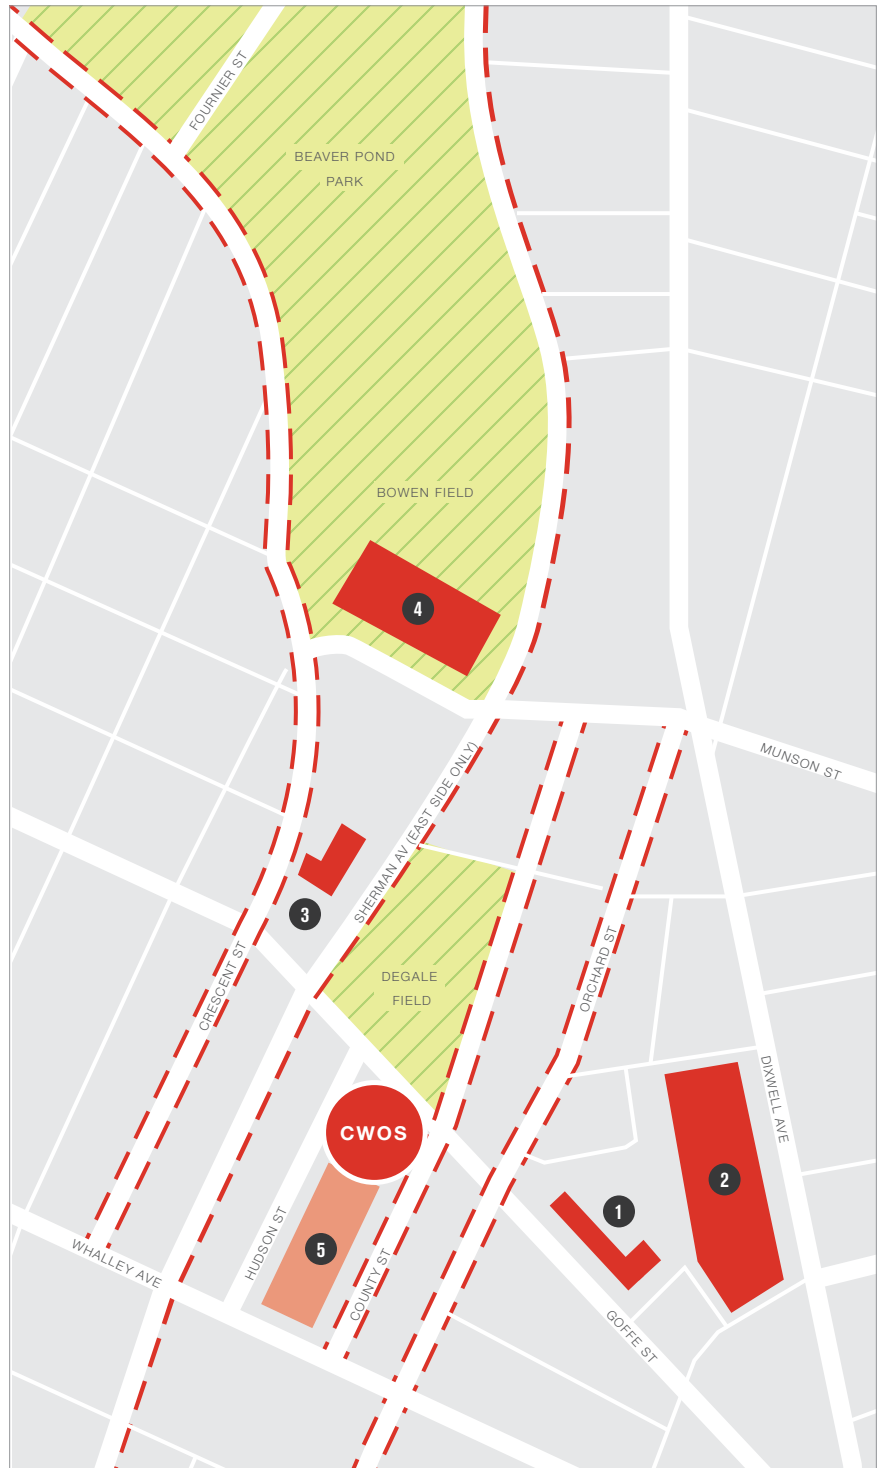 FOURNIER ST
BEAVER POND
PARK
BOWEN FIELD
4
MUNSON ST
SHERMAN AV (EAST SIDE ONLY)
3
CRESCENT ST
DEGALE
FIELD
ORCHARD ST
DIXWELL AVE
CWOS
2
1
HUDSON ST
5
COUNTY ST
WHALLEY AVE
GOFFE ST